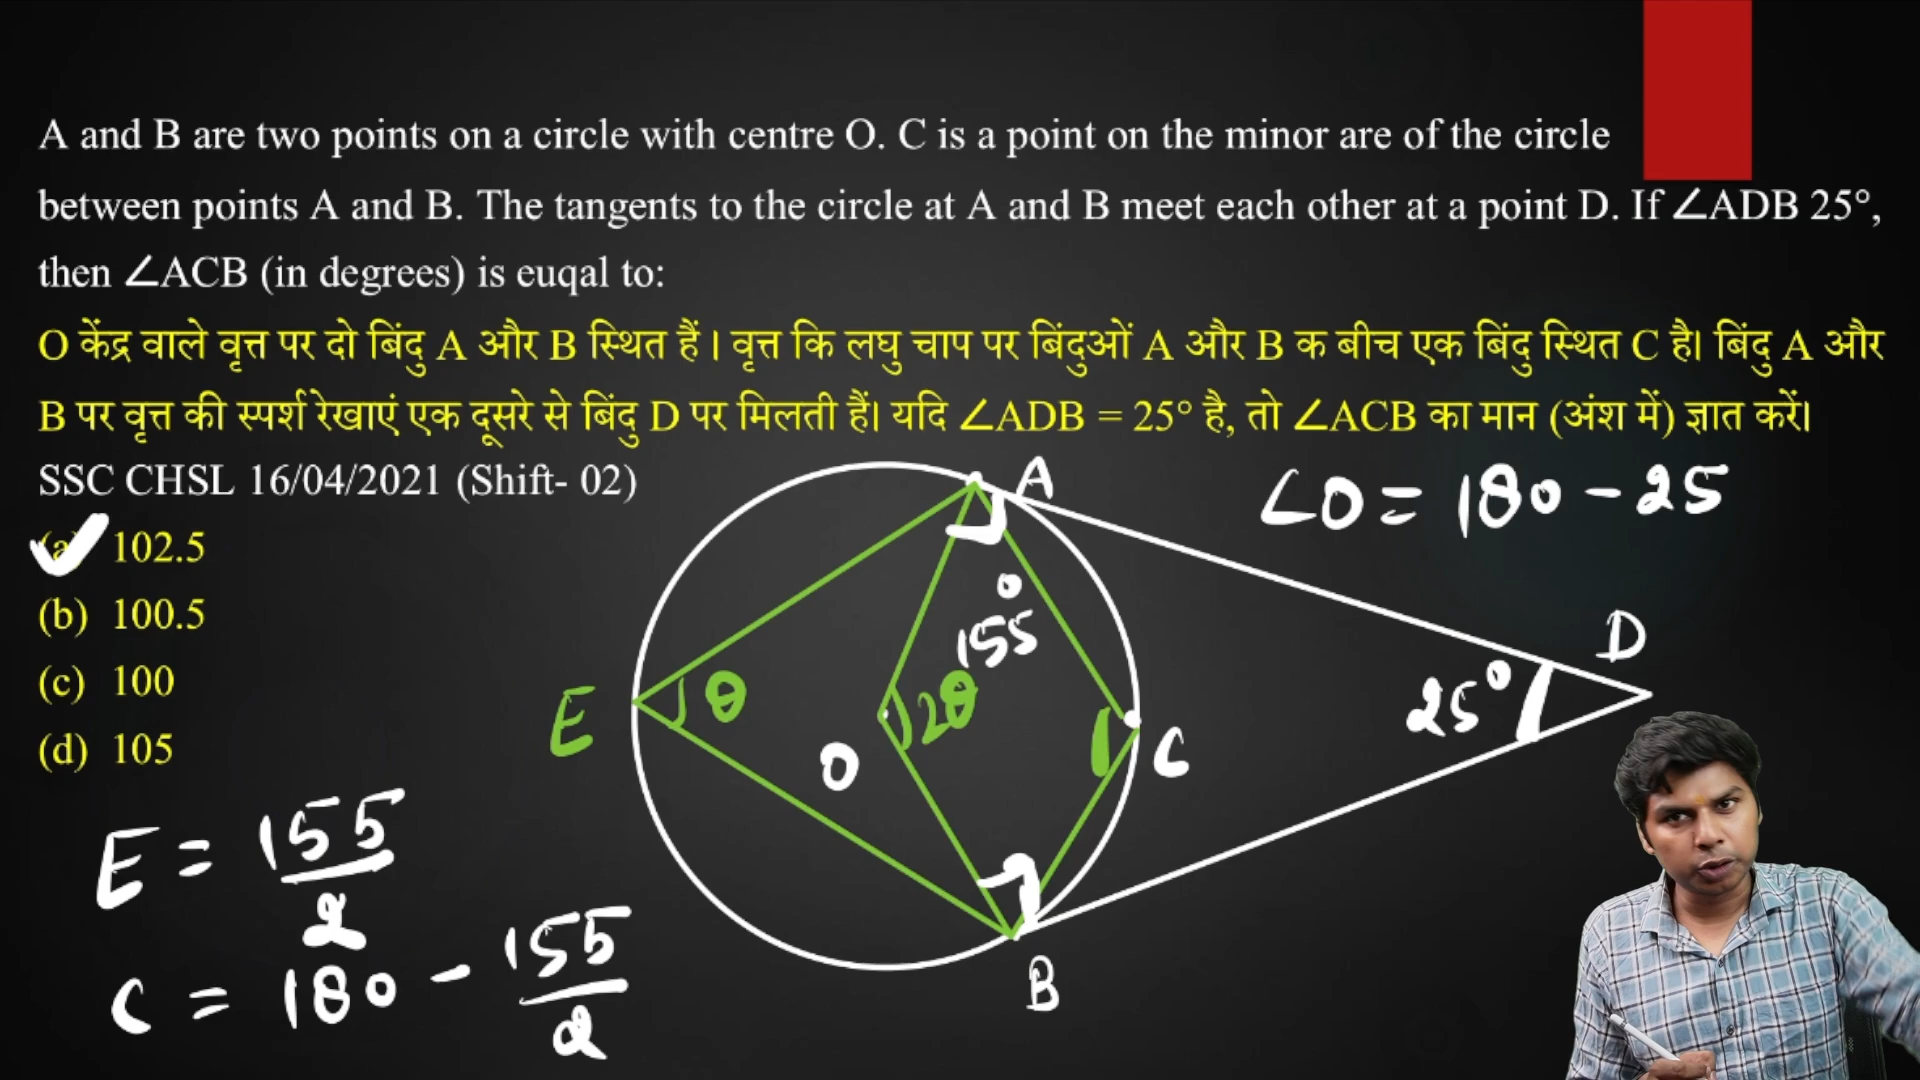 A and B are two points on a circle with centre O. C is a point on the minor are of the circle
between points A and B. The tangents to the circle at A and B meet each other at a point D. If ∠ADB 25°,
then ∠ACB (in degrees) is euqal to:
O केंद्र वाले वृत्त पर दो बिंदु A और B स्थित हैं। वृत्त कि लघु चाप पर बिंदुओं A और B क बीच एक बिंदु स्थित C है। बिंदु A और
B पर वृत्त की स्पर्श रेखाएं एक दूसरे से बिंदु D पर मिलती हैं। यदि ∠ADB = 25° है, तो ∠ACB का मान (अंश में) ज्ञात करें।
SSC CHSL 16/04/2021 (Shift- 02)
(a) 102.5
(b) 100.5
(c) 100
(d) 105
A
∠O = 180 - 25
155°
D
E
θ
2θ
25°
O
C
B
E = 155/2
C = 180 - 155/2